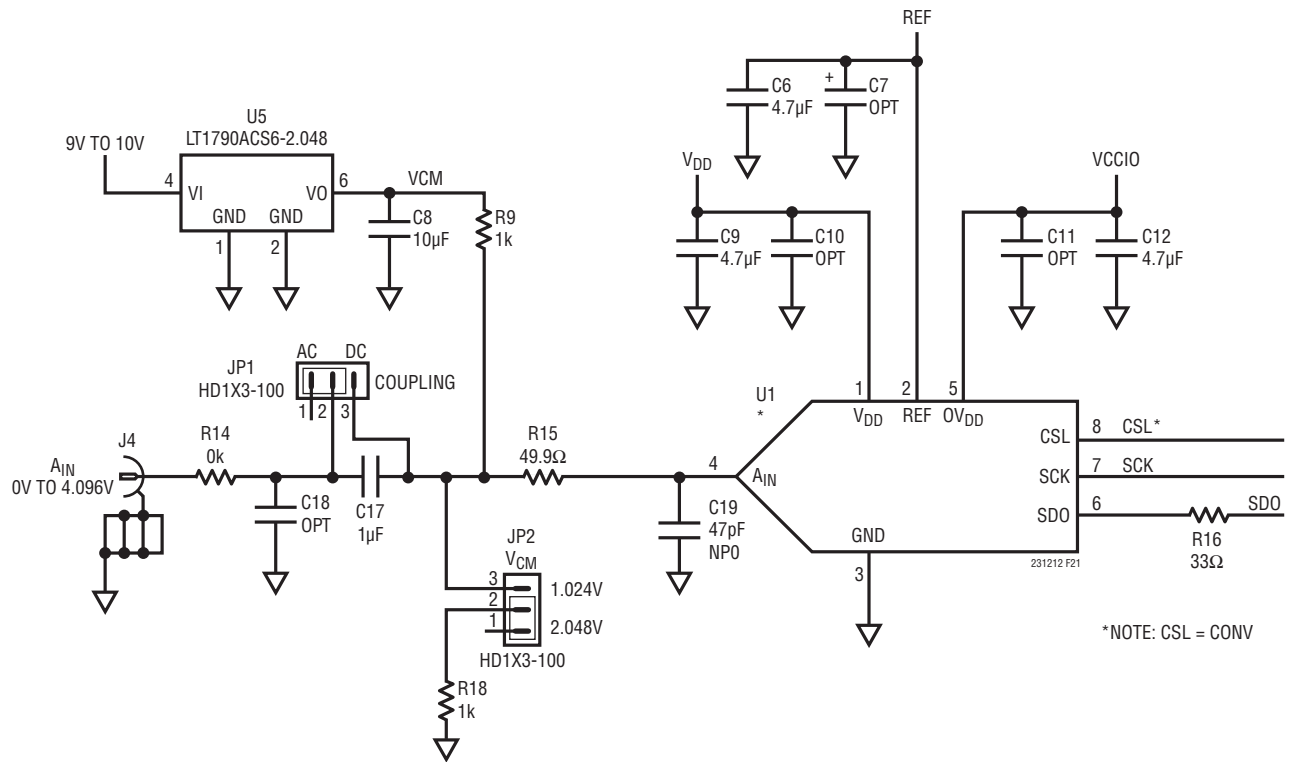 REF
C6
4.7µF
+
C7
OPT
U5
LT1790ACS6-2.048
9V TO 10V
4
VI
VO
6
VCM
GND
GND
1
2
C8
10µF
R9
1k
VDD
C9
4.7µF
C10
OPT
VCCIO
C11
OPT
C12
4.7µF
AC
DC
JP1
HD1X3-100
COUPLING
1
2
3
U1
*
1
2
5
VDD
REF
OVDD
J4
AIN
0V TO 4.096V
R14
0k
C18
OPT
C17
1µF
R15
49.9Ω
4
AIN
CSL
8
CSL*
SCK
7
SCK
SDO
6
SDO
R16
33Ω
C19
47pF
NPO
GND
3
231212 F21
JP2
VCM
3
1.024V
2
1
2.048V
HD1X3-100
R18
1k
*NOTE: CSL = CONV